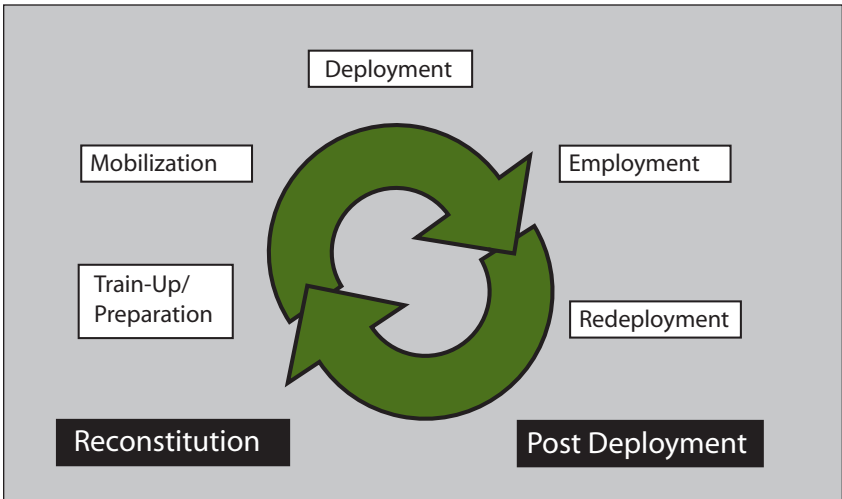 Deployment
Mobilization
Employment
Train-Up/
Preparation
Redeployment
Reconstitution
Post Deployment